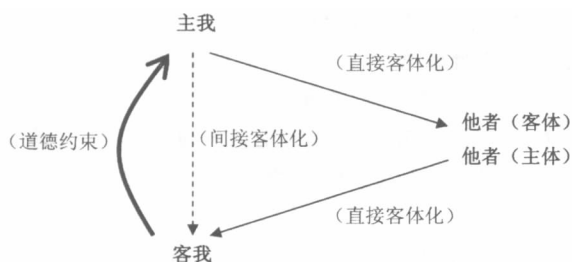 主我
（直接客体化）
他者（客体）
（道德约束）
（间接客体化）
他者（主体）
（直接客体化）
客我